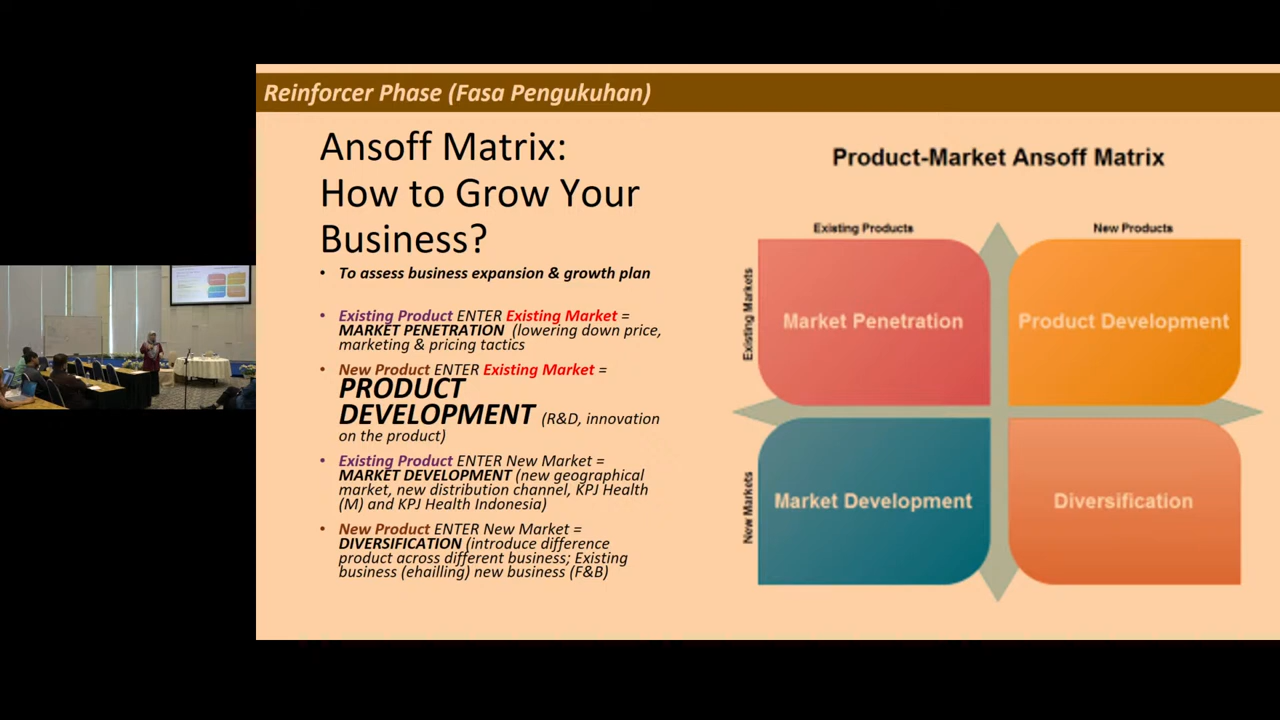 Reinforcer Phase (Fasa Pengukuhan)
Ansoff Matrix:
How to Grow Your
Business?
• To assess business expansion & growth plan
• Existing Product ENTER Existing Market =
MARKET PENETRATION (lowering down price,
marketing & pricing tactics
• New Product ENTER Existing Market =
PRODUCT
DEVELOPMENT (R&D, innovation
on the product)
• Existing Product ENTER New Market =
MARKET DEVELOPMENT (new geographical
market, new distribution channel, KPJ Health
(M) and KPJ Health Indonesia)
• New Product ENTER New Market =
DIVERSIFICATION (introduce difference
product across different business; Existing
business (ehailling) new business (F&B)
Product-Market Ansoff Matrix
Existing Products
New Products
Existing Markets
Market Penetration
Product Development
New Markets
Market Development
Diversification